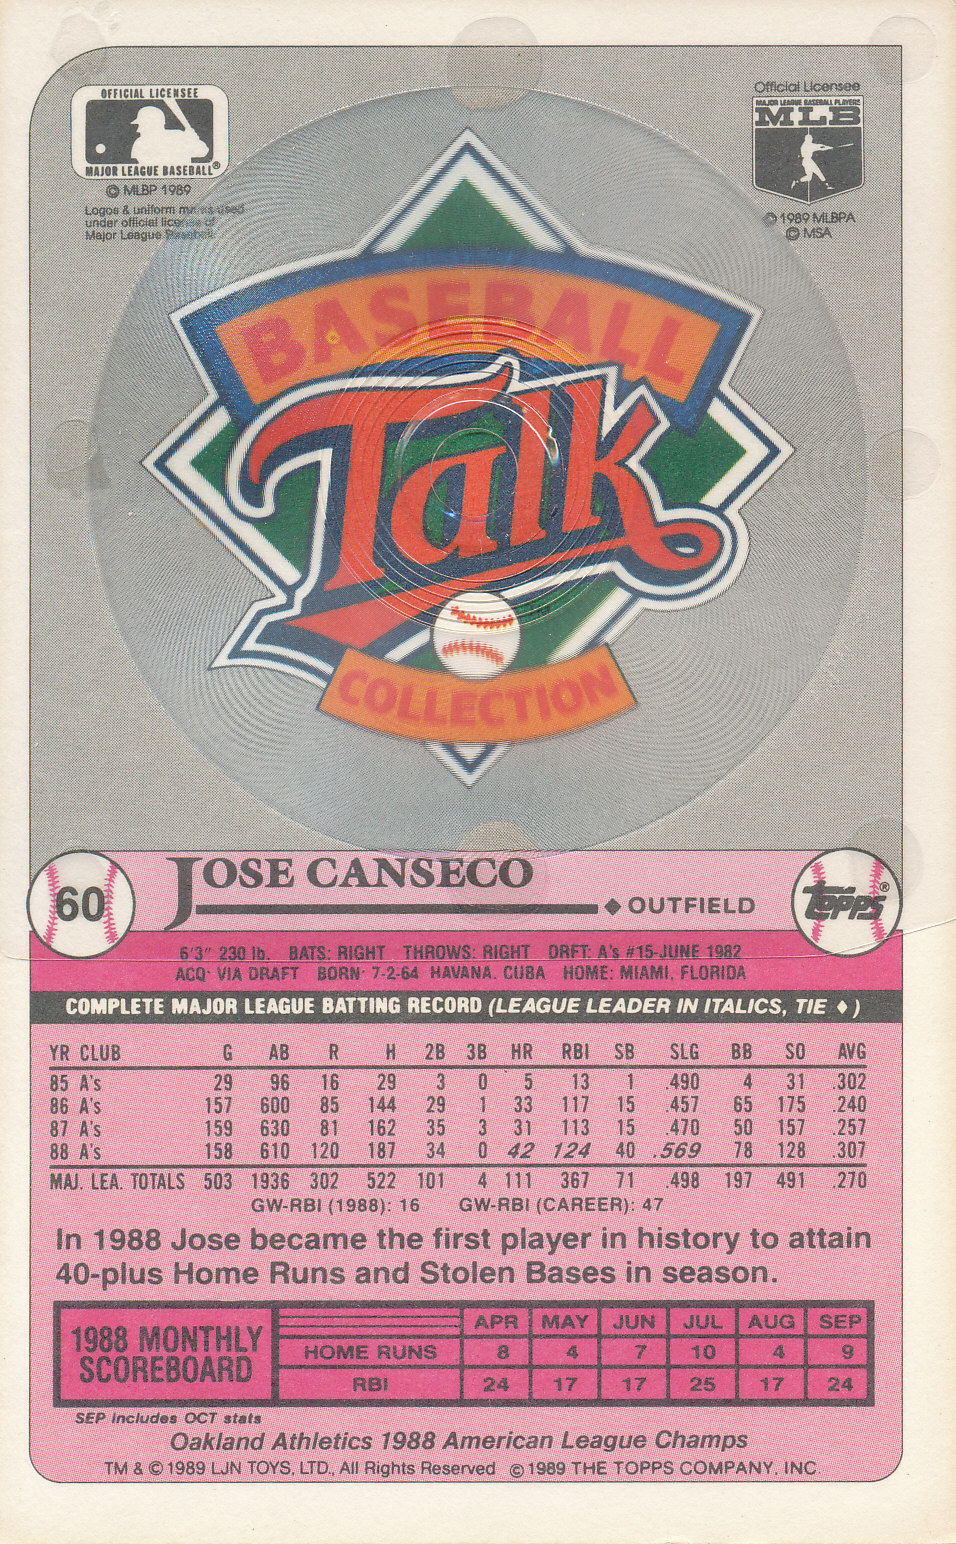 OFFICIAL LICENSEE
MAJOR LEAGUE BASEBALL®
© MLBP 1989
Logos & uniform marks used
under official license of
Major League Baseball
Official Licensee
MAJOR LEAGUE BASEBALL PLAYERS
MLB
© 1989 MLBPA
© MSA
BASEBALL
Talk
COLLECTION
60
JOSE CANSECO
◆ OUTFIELD
Topps®
6'3" 230 lb. BATS: RIGHT THROWS: RIGHT DRFT: A's #15-JUNE 1982
ACQ: VIA DRAFT BORN: 7-2-64 HAVANA, CUBA HOME: MIAMI, FLORIDA
COMPLETE MAJOR LEAGUE BATTING RECORD (LEAGUE LEADER IN ITALICS, TIE ♦)
YR CLUB G AB R H 2B 3B HR RBI SB SLG BB SO AVG
85 A's 29 96 16 29 3 0 5 13 1 .490 4 31 .302
86 A's 157 600 85 144 29 1 33 117 15 .457 65 175 .240
87 A's 159 630 81 162 35 3 31 113 15 .470 50 157 .257
88 A's 158 610 120 187 34 0 42 124 40 .569 78 128 .307
MAJ. LEA. TOTALS 503 1936 302 522 101 4 111 367 71 .498 197 491 .270
GW-RBI (1988): 16 GW-RBI (CAREER): 47
In 1988 Jose became the first player in history to attain
40-plus Home Runs and Stolen Bases in season.
1988 MONTHLY
SCOREBOARD
APR MAY JUN JUL AUG SEP
HOME RUNS 8 4 7 10 4 9
RBI 24 17 17 25 17 24
SEP includes OCT stats
Oakland Athletics 1988 American League Champs
TM & © 1989 LJN TOYS, LTD., All Rights Reserved © 1989 THE TOPPS COMPANY, INC.